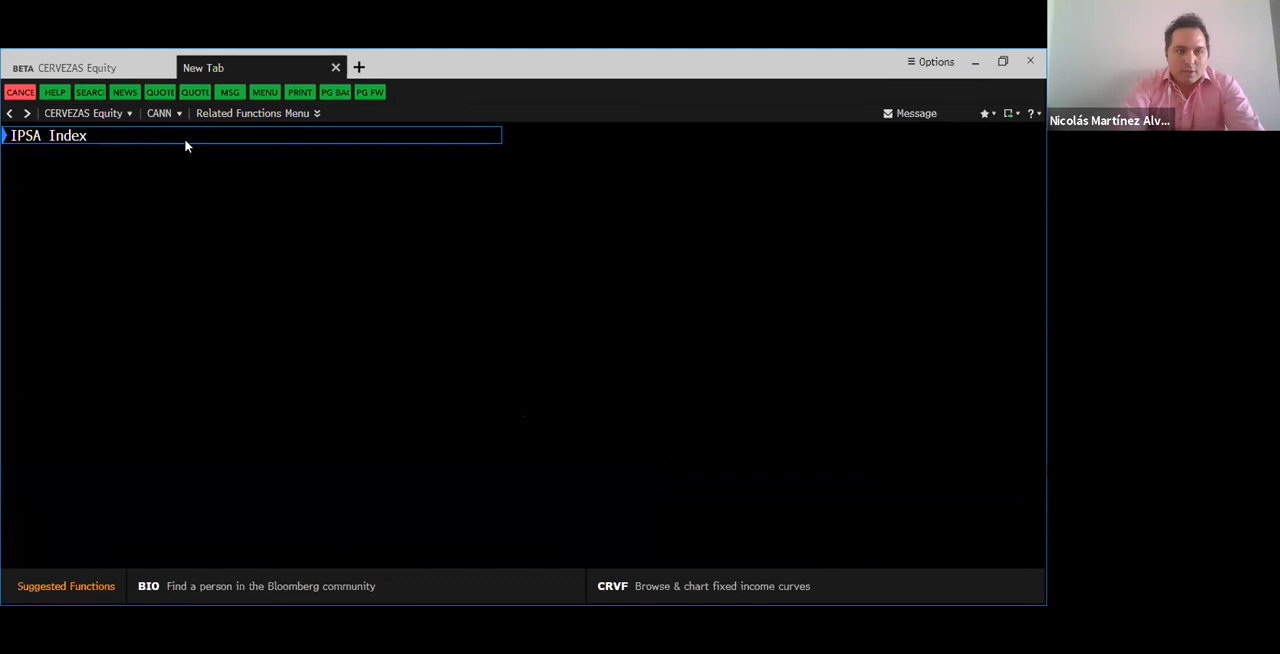 BETA CERVEZAS Equity
New Tab
Options
CANCE HELP SEARC NEWS QUOTE QUOTE MSG MENU PRINT PG BAC PG FW
CERVEZAS Equity CANN Related Functions Menu
Message
IPSA Index
Nicolás Martínez Alv...
Suggested Functions BIO Find a person in the Bloomberg community CRVF Browse & chart fixed income curves